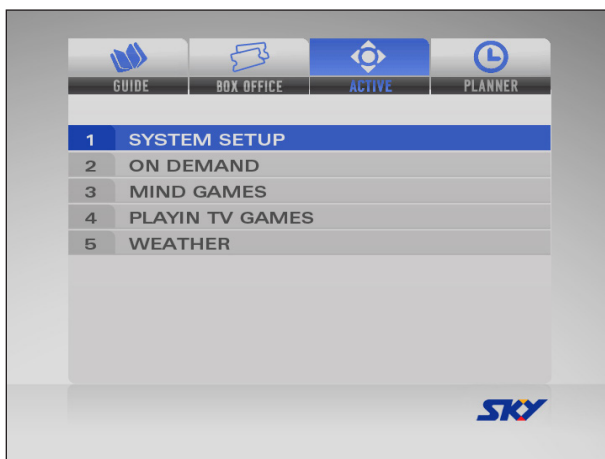 GUIDE BOX OFFICE ACTIVE PLANNER
1 SYSTEM SETUP
2 ON DEMAND
3 MIND GAMES
4 PLAYIN TV GAMES
5 WEATHER
SKY